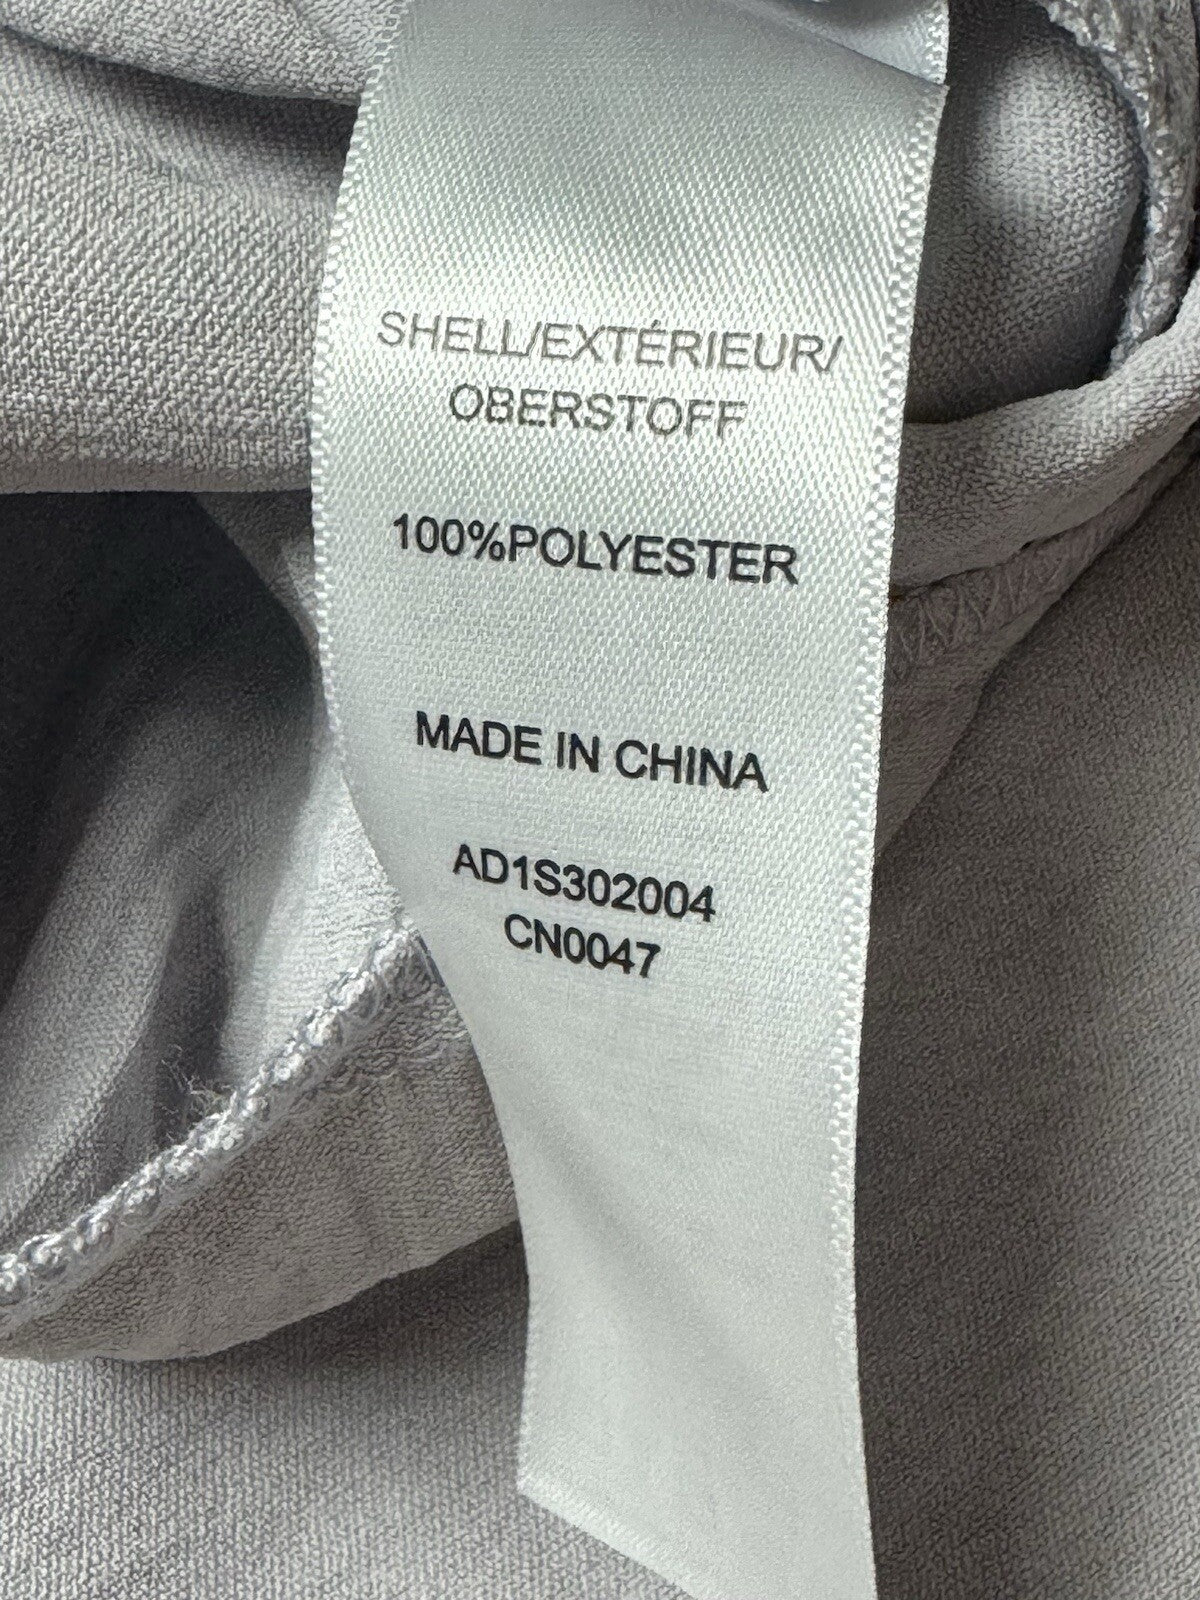 SHELL/EXTÉRIEUR/
OBERSTOFF
100%POLYESTER
MADE IN CHINA
AD1S302004
CN0047